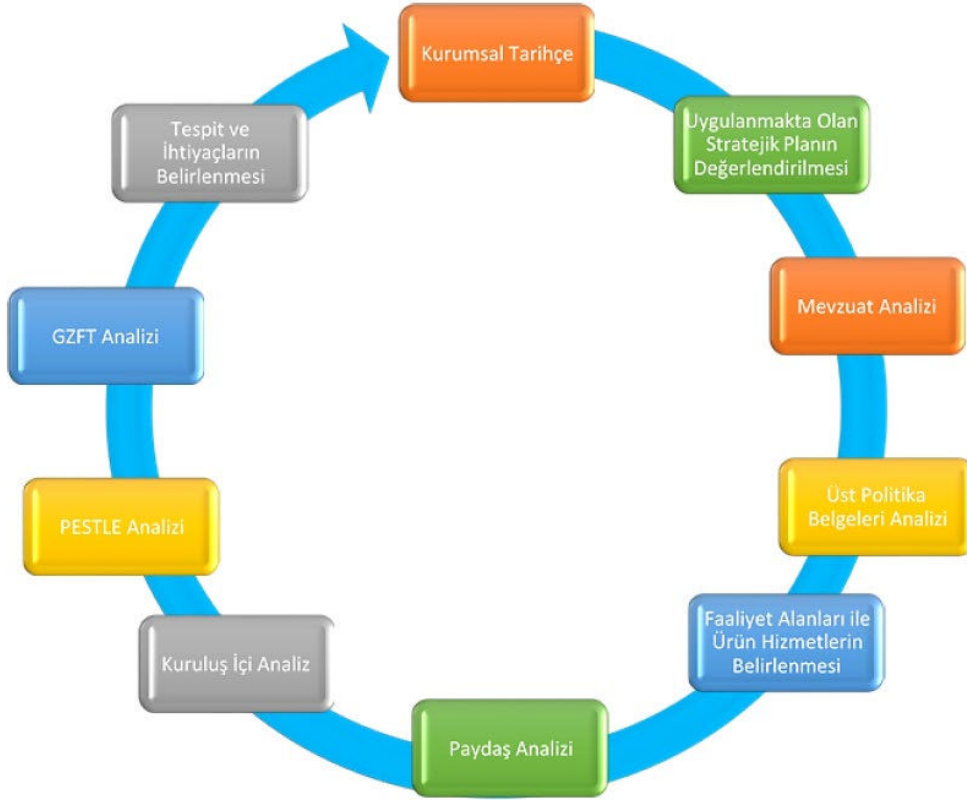 Kurumsal Tarihçe
Uygulanmakta Olan
Stratejik Planın
Değerlendirilmesi
Mevzuat Analizi
Üst Politika
Belgeleri Analizi
Faaliyet Alanları ile
Ürün Hizmetlerin
Belirlenmesi
Paydaş Analizi
Kuruluş İçi Analiz
PESTLE Analizi
GZFT Analizi
Tespit ve
İhtiyaçların
Belirlenmesi